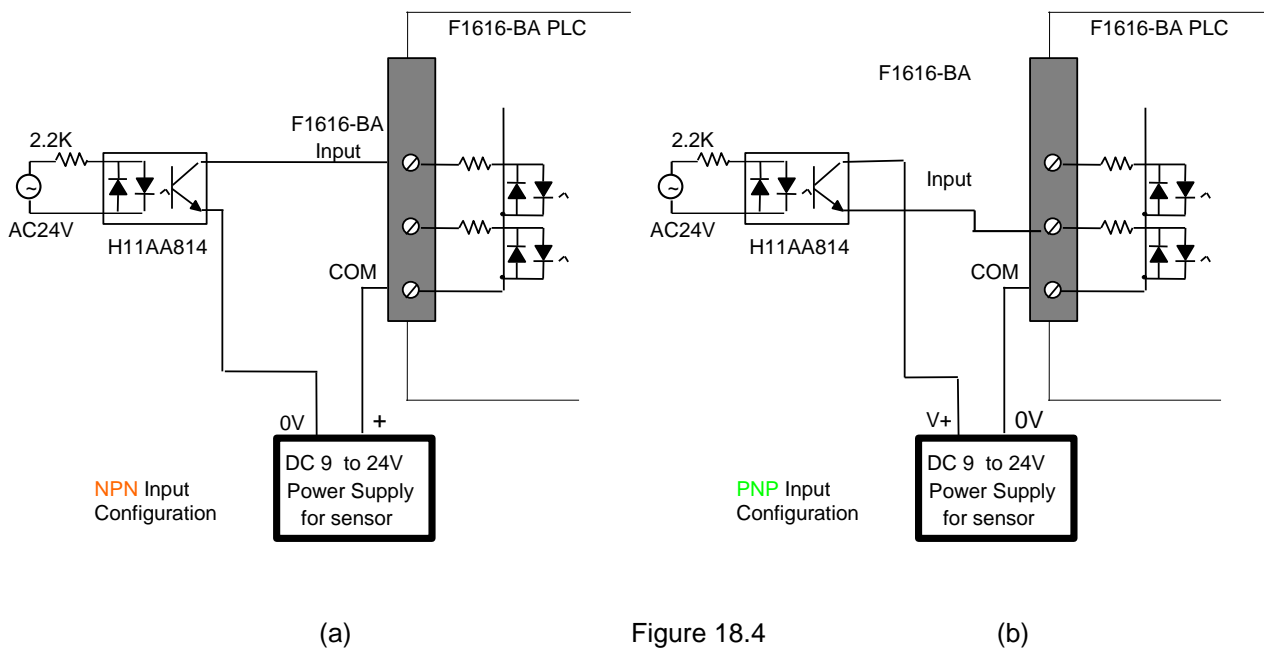 F1616-BA PLC
2.2K
F1616-BA
Input
~
AC24V
H11AA814
COM
0V
+
DC 9 to 24V
Power Supply
for sensor
NPN Input
Configuration
(a)
F1616-BA PLC
F1616-BA
2.2K
Input
~
AC24V
H11AA814
COM
V+
0V
DC 9 to 24V
Power Supply
for sensor
PNP Input
Configuration
Figure 18.4
(b)